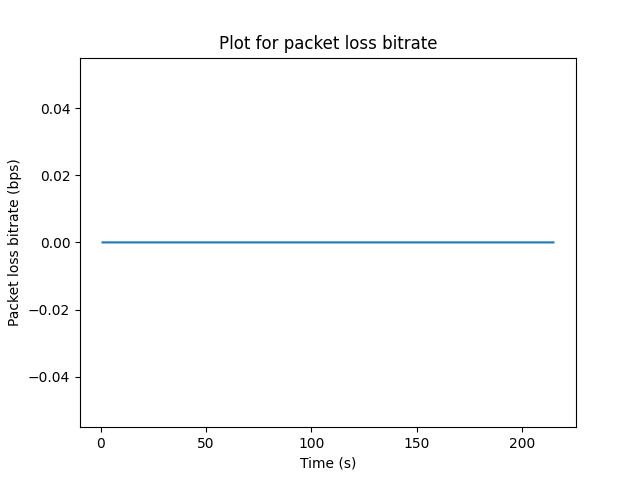 Plot for packet loss bitrate
Packet loss bitrate (bps)
0.04
0.02
0.00
−0.02
−0.04
0 50 100 150 200
Time (s)